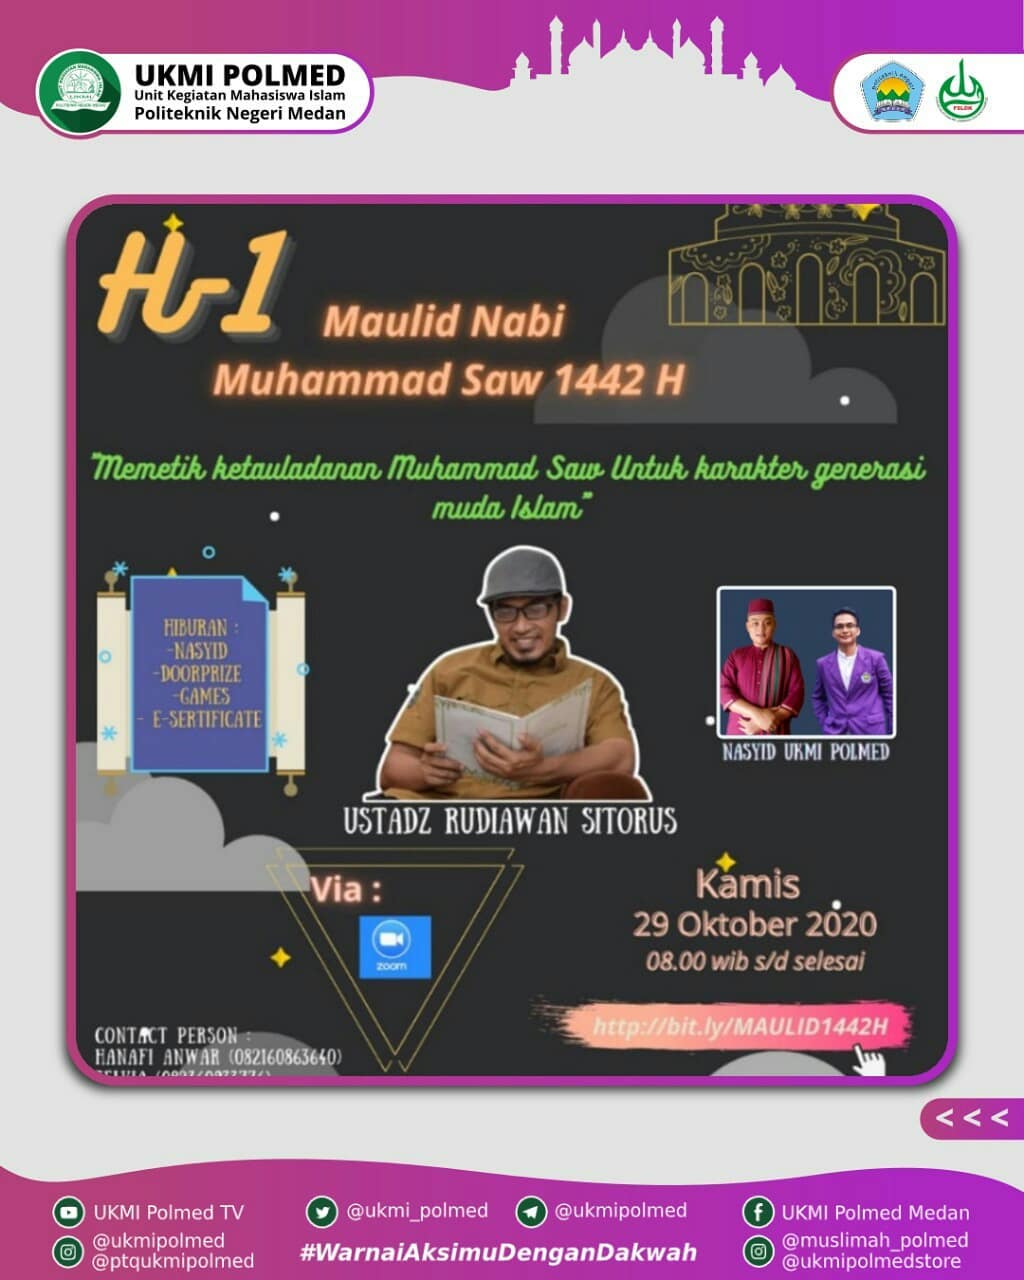 UKMI POLMED
Unit Kegiatan Mahasiswa Islam
Politeknik Negeri Medan
H-1
Maulid Nabi
Muhammad Saw 1442 H
"Memetik ketauladanan Muhammad Saw Untuk karakter generasi
muda Islam"
HIBURAN :
-NASYID
-DOORPRIZE
-GAMES
- E-SERTIFICATE
NASYID UKMI POLMED
USTADZ RUDIAWAN SITORUS
Via :
zoom
Kamis
29 Oktober 2020
08.00 wib s/d selesai
http://bit.ly/MAULID1442H
CONTACT PERSON :
HANAFI ANWAR (082160863640)
< < <
UKMI Polmed TV
@ukmi_polmed
@ukmipolmed
UKMI Polmed Medan
@ukmipolmed
@ptqukmipolmed
#WarnaiAksimuDenganDakwah
@muslimah_polmed
@ukmipolmedstore